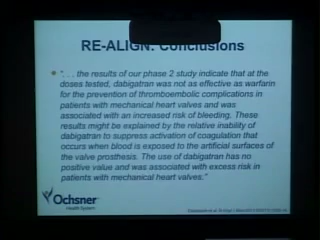 RE-ALIGN: Conclusions
". . . the results of our phase 2 study indicate that at the
doses tested, dabigatran was not as effective as warfarin
for the prevention of thromboembolic complications in
patients with mechanical heart valves and was
associated with an increased risk of bleeding. These
results might be explained by the relative inability of
dabigatran to suppress activation of coagulation that
occurs when blood is exposed to the artificial surfaces of
the valve prosthesis. The use of dabigatran has no
positive value and was associated with excess risk in
patients with mechanical heart valves."
Ochsner
Health System